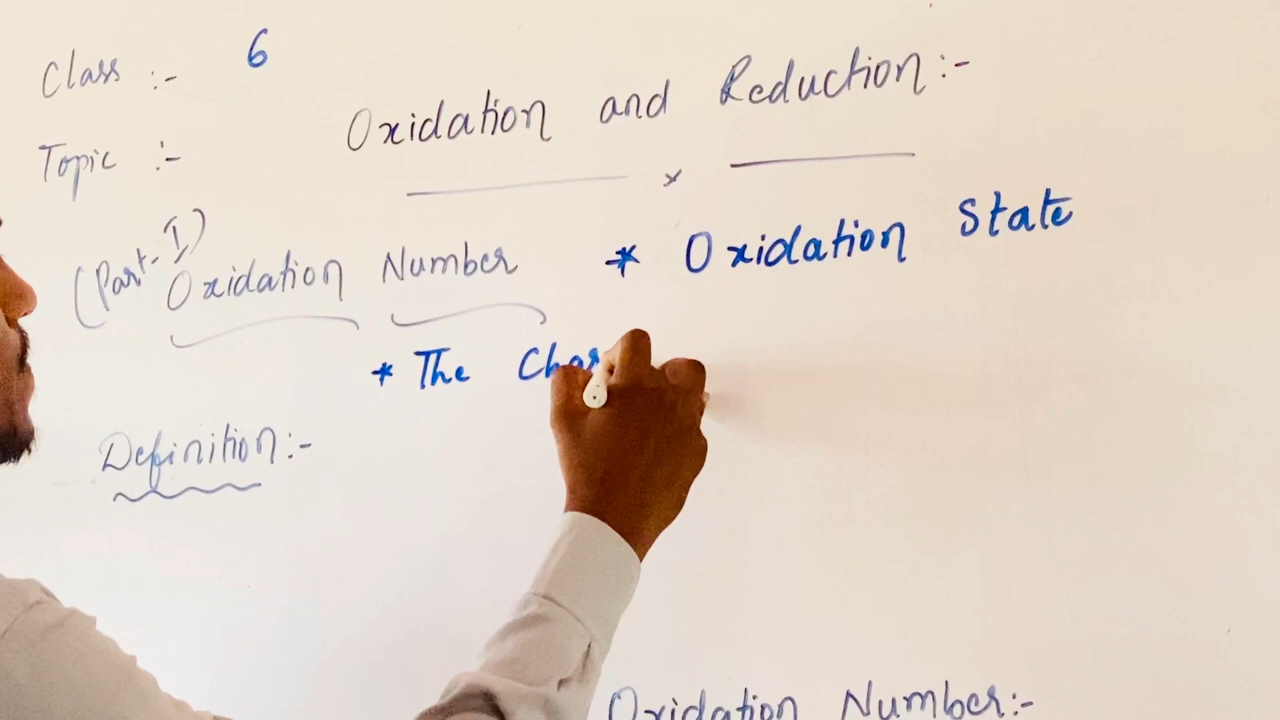 Class :- 6
Topic :- Oxidation and Reduction:-
(Part-I)
Oxidation Number * Oxidation State
* The Char
Definition:-
Oxidation Number:-